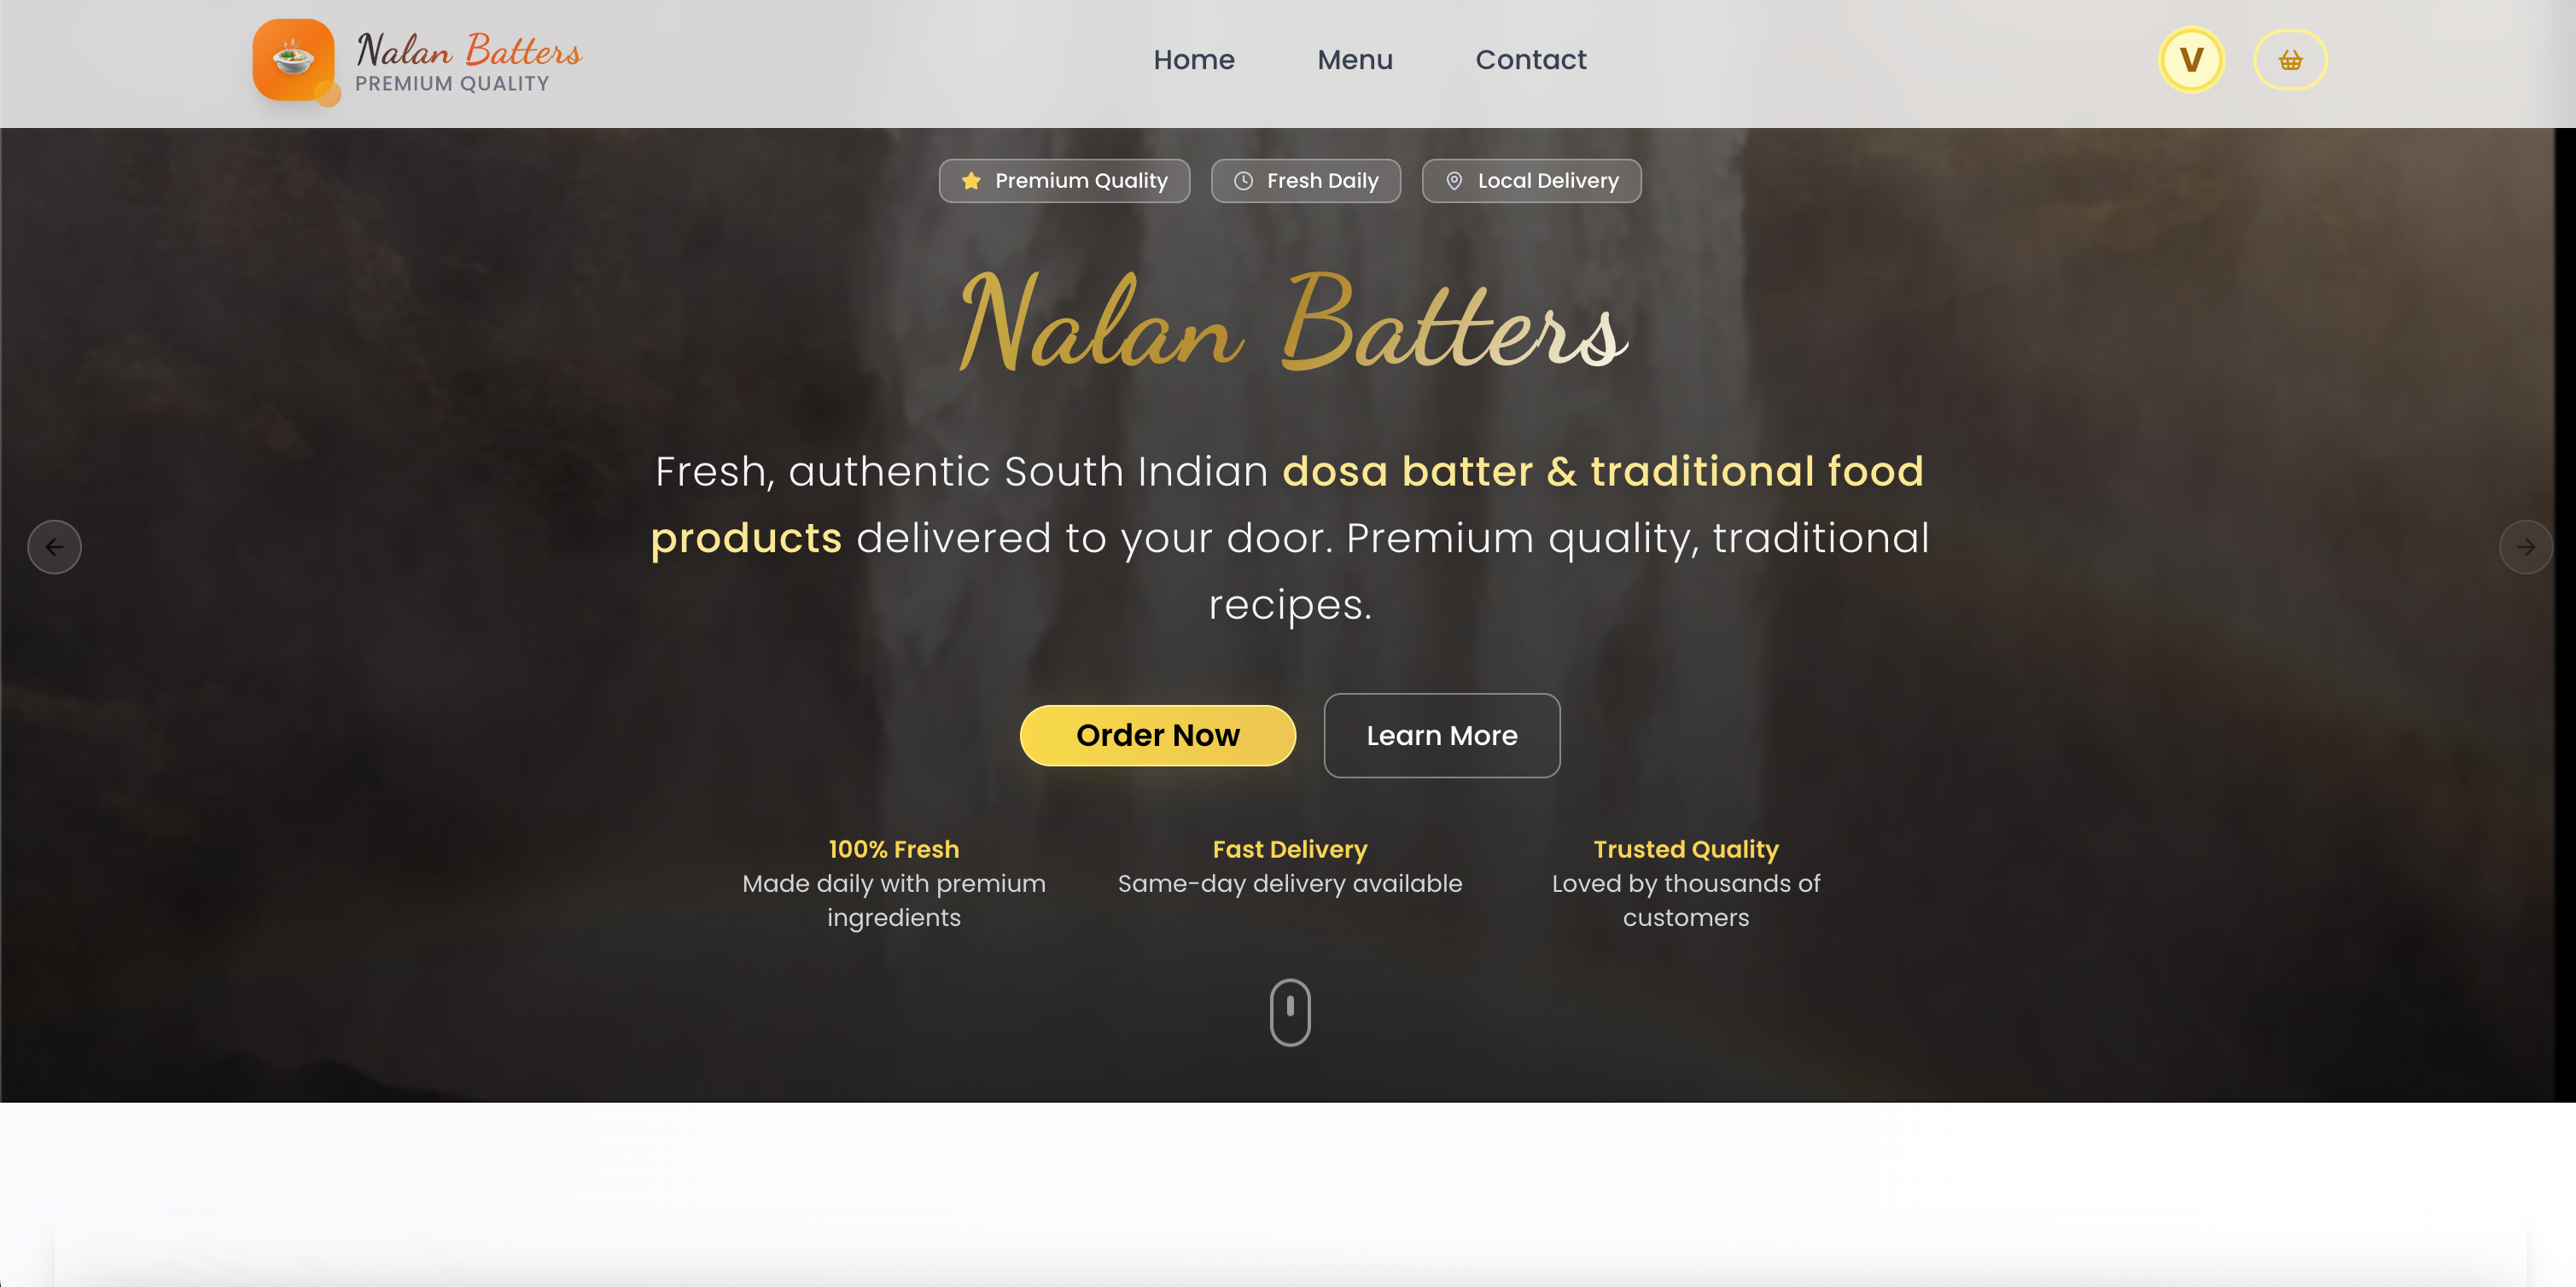 Nalan Batters
PREMIUM QUALITY
Home
Menu
Contact
V
Premium Quality
Fresh Daily
Local Delivery
Nalan Batters
Fresh, authentic South Indian dosa batter & traditional food
products delivered to your door. Premium quality, traditional
recipes.
Order Now
Learn More
100% Fresh
Made daily with premium
ingredients
Fast Delivery
Same-day delivery available
Trusted Quality
Loved by thousands of
customers